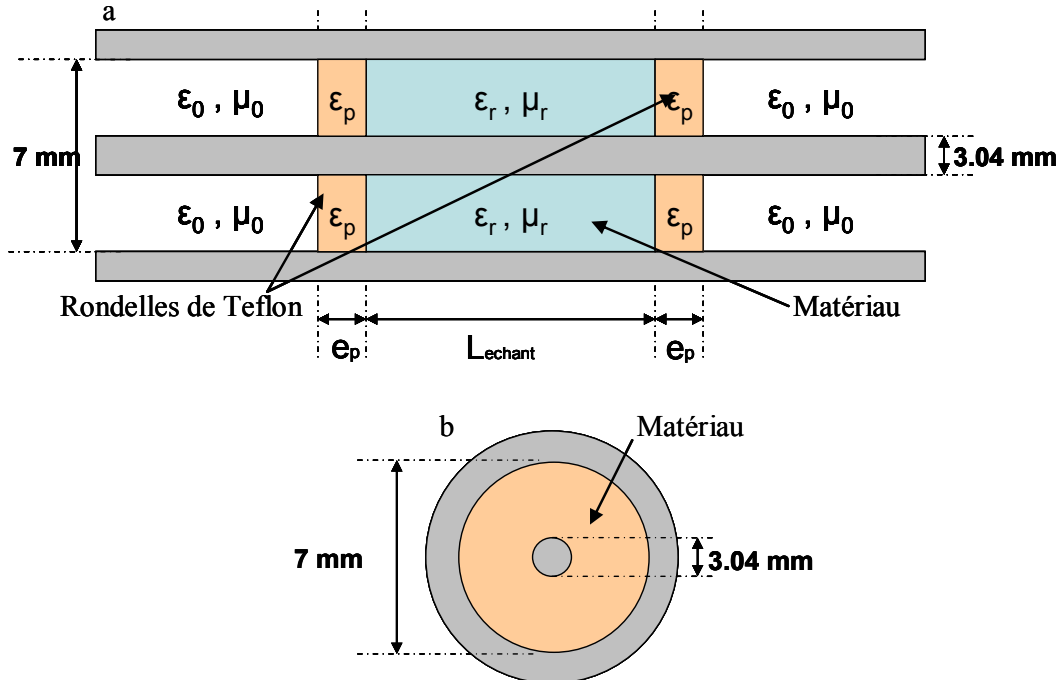 a
ε₀ , μ₀
εp
εr , μr
εp
ε₀ , μ₀
7 mm
3.04 mm
ε₀ , μ₀
εp
εr , μr
εp
ε₀ , μ₀
Rondelles de Teflon
Matériau
ep
Lechant
ep
b
Matériau
7 mm
3.04 mm